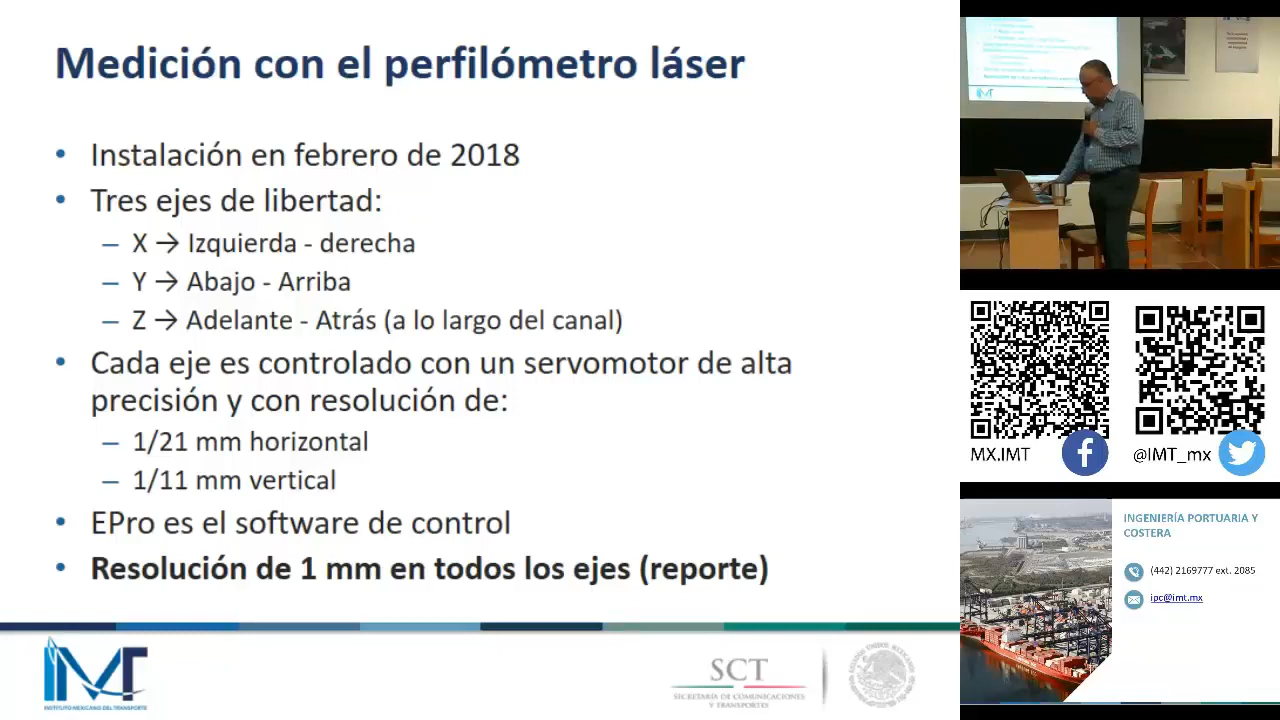 Medición con el perfilómetro láser
• Instalación en febrero de 2018
• Tres ejes de libertad:
– X → Izquierda - derecha
– Y → Abajo - Arriba
– Z → Adelante - Atrás (a lo largo del canal)
• Cada eje es controlado con un servomotor de alta
precisión y con resolución de:
– 1/21 mm horizontal
– 1/11 mm vertical
• EPro es el software de control
• Resolución de 1 mm en todos los ejes (reporte)
IMT
INSTITUTO MEXICANO DEL TRANSPORTE
SCT
SECRETARÍA DE COMUNICACIONES
Y TRANSPORTES
MX.IMT
@IMT_mx
INGENIERÍA PORTUARIA Y
COSTERA
(442) 2169777 ext. 2085
ipc@imt.mx